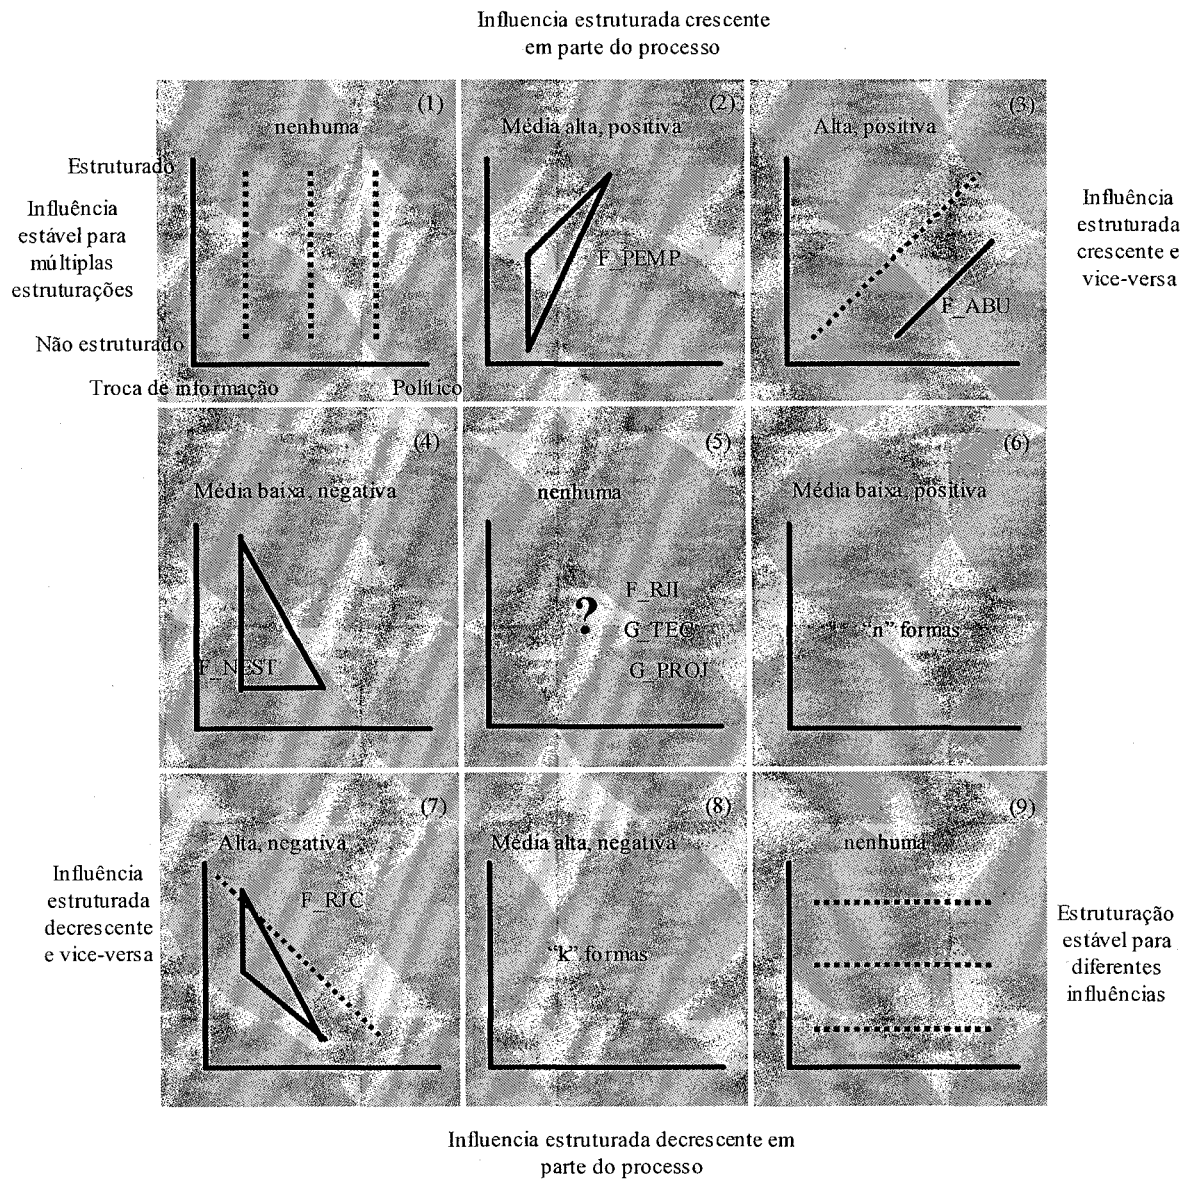 Influencia estruturada crescente
em parte do processo
(1)
nenhuma
Estruturado
Influência
estável para
múltiplas
estruturações
Não estruturado
Troca de informação
Político
(2)
Média alta, positiva
F_PEMP
(3)
Alta, positiva
F_ABU
Influência
estruturada
crescente e
vice-versa
(4)
Média baixa, negativa
F_NEST
(5)
nenhuma
?
F_RJI
G_TEC
G_PROJ
(6)
Média baixa, positiva
“n” formas
Influência
estruturada
decrescente
e vice-versa
(7)
Alta, negativa
F_RJC
(8)
Média alta, negativa
“k” formas
(9)
nenhuma
Estruturação
estável para
diferentes
influências
Influencia estruturada decrescente em
parte do processo